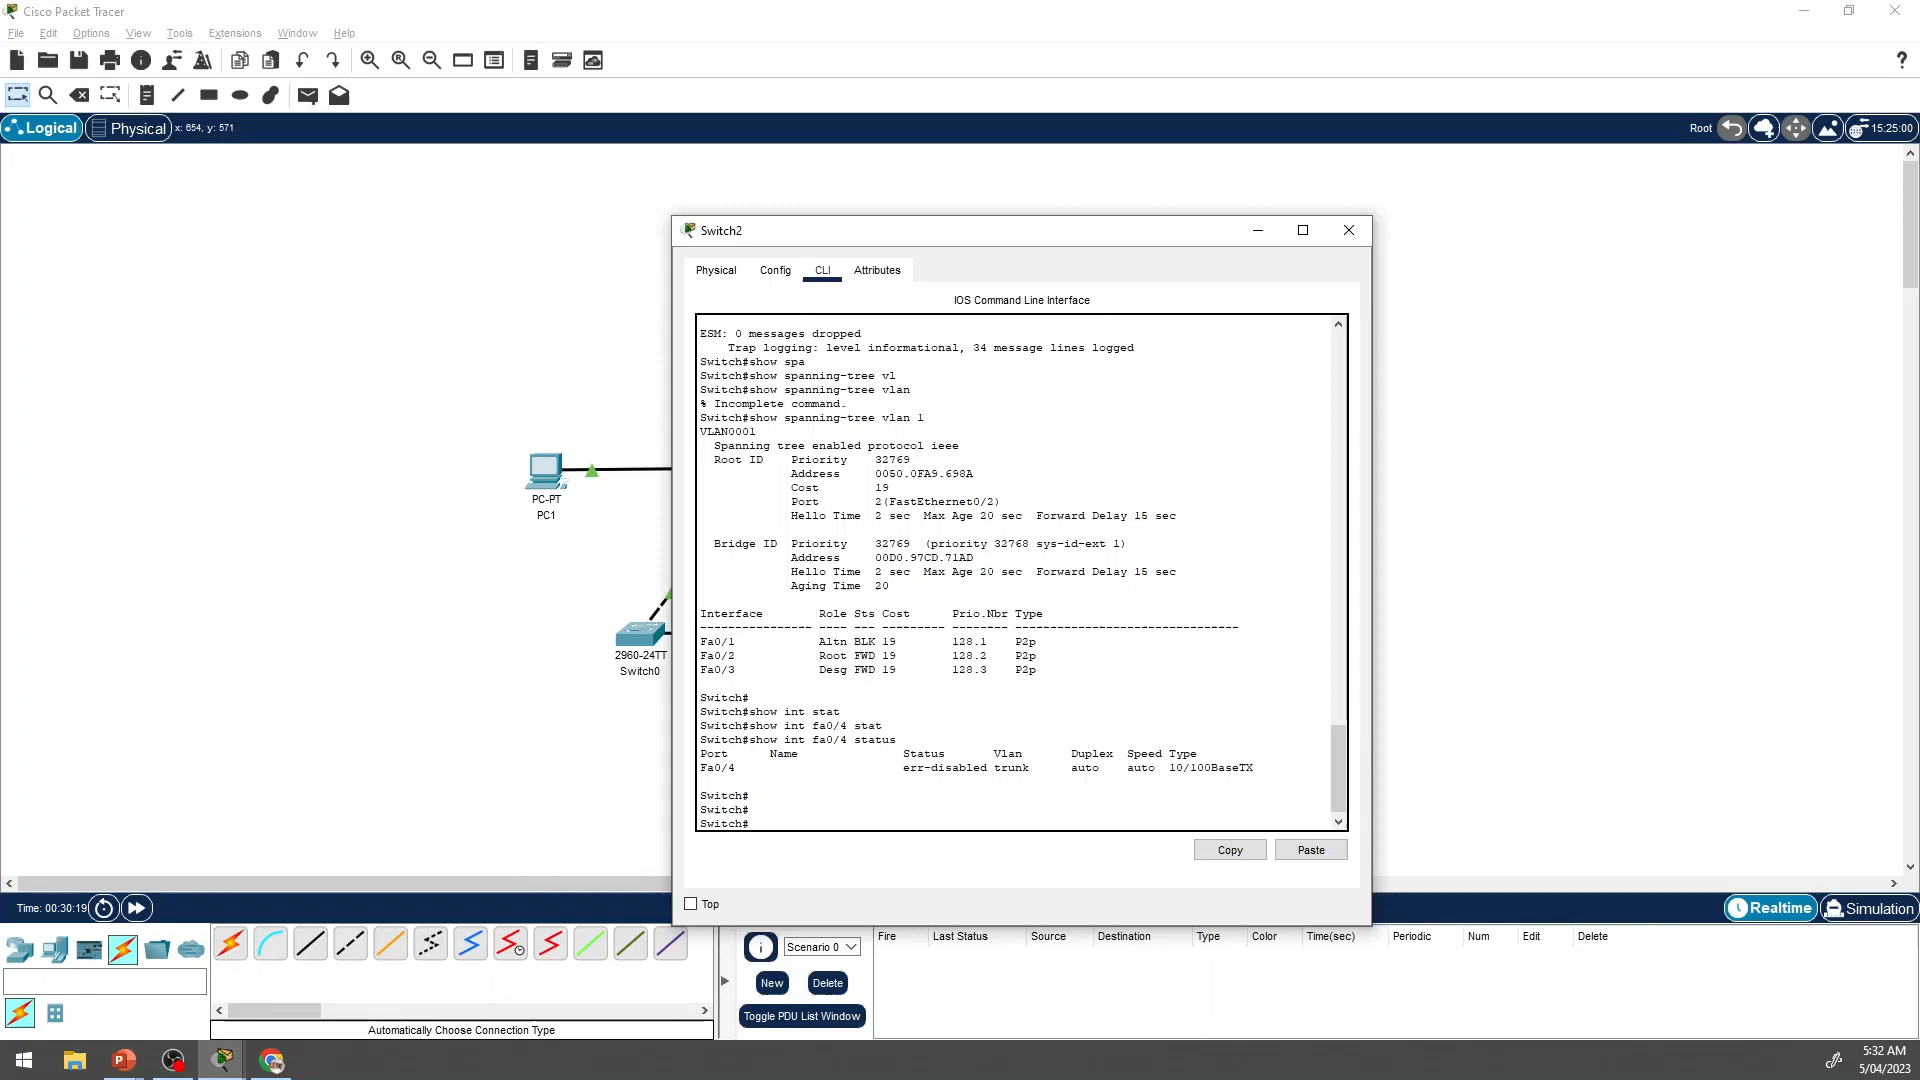 Cisco Packet Tracer
File Edit Options View Tools Extensions Window Help
Logical Physical x: 654, y: 571
Root 15:25:00
PC-PT
PC1
2960-24TT
Switch0
Switch2
Physical Config CLI Attributes
IOS Command Line Interface
ESM: 0 messages dropped
Trap logging: level informational, 34 message lines logged
Switch#show spa
Switch#show spanning-tree vl
Switch#show spanning-tree vlan
% Incomplete command.
Switch#show spanning-tree vlan 1
VLAN0001
Spanning tree enabled protocol ieee
Root ID Priority 32769
Address 0050.0FA9.698A
Cost 19
Port 2(FastEthernet0/2)
Hello Time 2 sec Max Age 20 sec Forward Delay 15 sec
Bridge ID Priority 32769 (priority 32768 sys-id-ext 1)
Address 00D0.97CD.71AD
Hello Time 2 sec Max Age 20 sec Forward Delay 15 sec
Aging Time 20
Interface Role Sts Cost Prio.Nbr Type
---------------- ---- --- --------- -------- --------------------------------
Fa0/1 Altn BLK 19 128.1 P2p
Fa0/2 Root FWD 19 128.2 P2p
Fa0/3 Desg FWD 19 128.3 P2p
Switch#
Switch#show int stat
Switch#show int fa0/4 stat
Switch#show int fa0/4 status
Port Name Status Vlan Duplex Speed Type
Fa0/4 err-disabled trunk auto auto 10/100BaseTX
Switch#
Switch#
Switch#
Copy Paste
Top
Time: 00:30:19
Realtime Simulation
Scenario 0
New Delete
Toggle PDU List Window
Fire Last Status Source Destination Type Color Time(sec) Periodic Num Edit Delete
Automatically Choose Connection Type
5:32 AM
5/04/2023